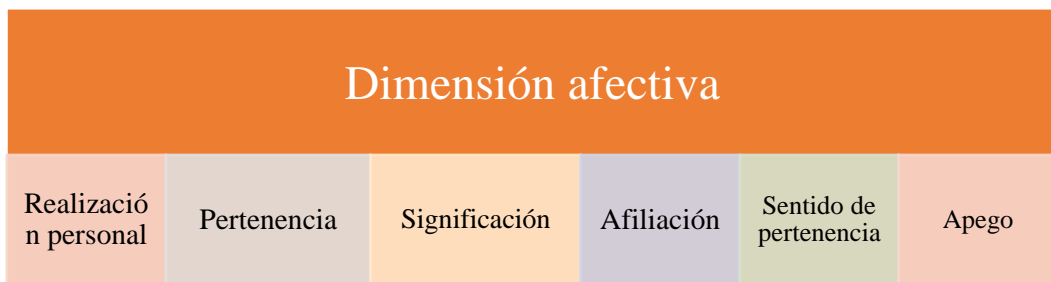 Dimensión afectiva
Realizació
n personal
Pertenencia
Significación
Afiliación
Sentido de
pertenencia
Apego